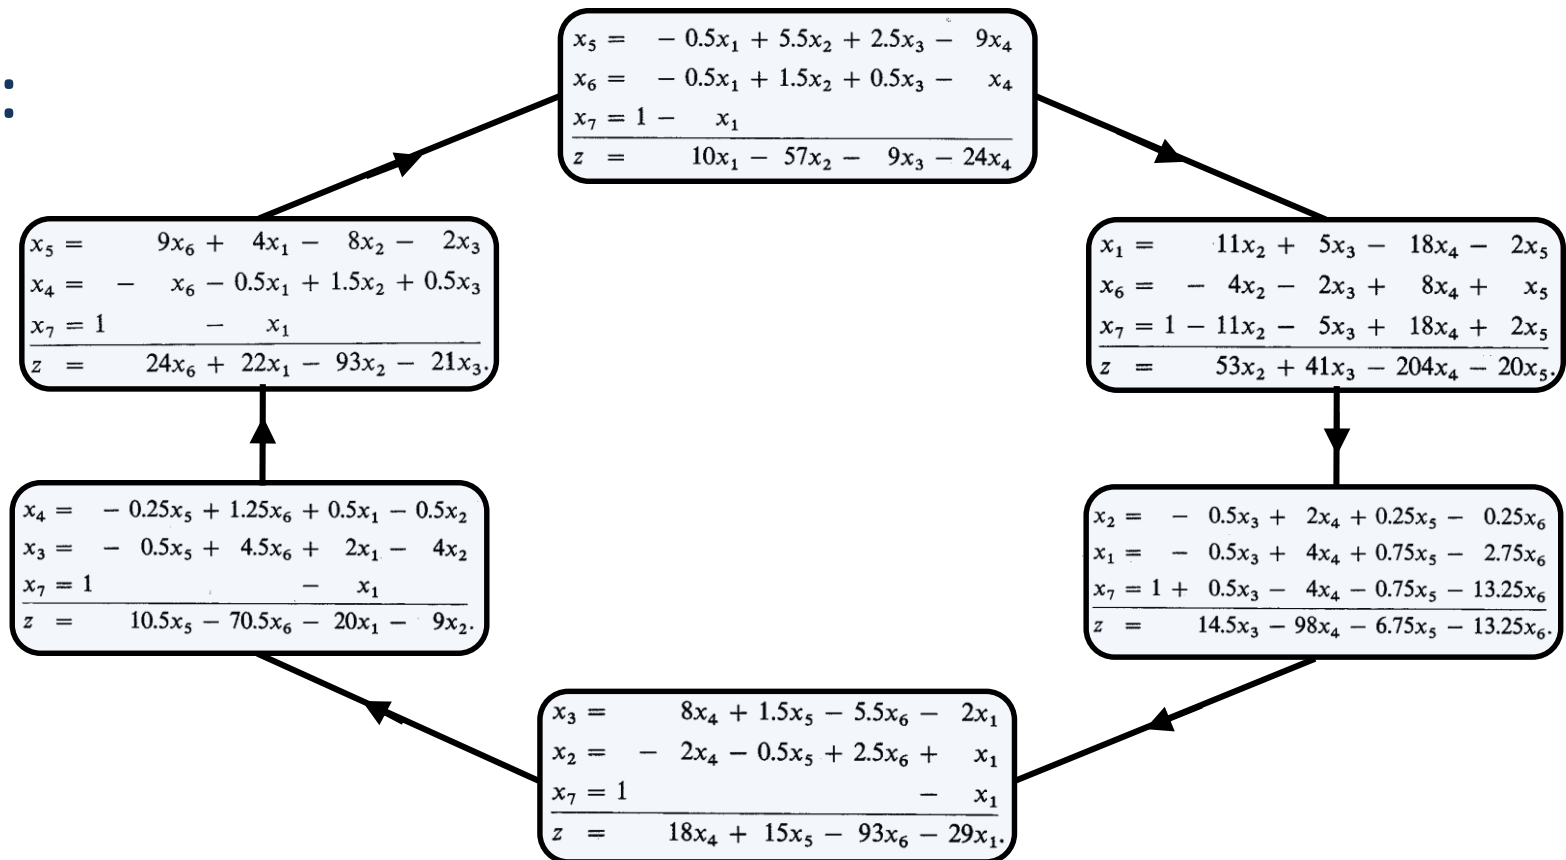 :
x₅ = − 0.5x₁ + 5.5x₂ + 2.5x₃ − 9x₄
x₆ = − 0.5x₁ + 1.5x₂ + 0.5x₃ − x₄
x₇ = 1 − x₁
z = 10x₁ − 57x₂ − 9x₃ − 24x₄
x₁ = 11x₂ + 5x₃ − 18x₄ − 2x₅
x₆ = − 4x₂ − 2x₃ + 8x₄ + x₅
x₇ = 1 − 11x₂ − 5x₃ + 18x₄ + 2x₅
z = 53x₂ + 41x₃ − 204x₄ − 20x₅.
x₂ = − 0.5x₃ + 2x₄ + 0.25x₅ − 0.25x₆
x₁ = − 0.5x₃ + 4x₄ + 0.75x₅ − 2.75x₆
x₇ = 1 + 0.5x₃ − 4x₄ − 0.75x₅ − 13.25x₆
z = 14.5x₃ − 98x₄ − 6.75x₅ − 13.25x₆.
x₃ = 8x₄ + 1.5x₅ − 5.5x₆ − 2x₁
x₂ = − 2x₄ − 0.5x₅ + 2.5x₆ + x₁
x₇ = 1 − x₁
z = 18x₄ + 15x₅ − 93x₆ − 29x₁.
x₄ = − 0.25x₅ + 1.25x₆ + 0.5x₁ − 0.5x₂
x₃ = − 0.5x₅ + 4.5x₆ + 2x₁ − 4x₂
x₇ = 1 − x₁
z = 10.5x₅ − 70.5x₆ − 20x₁ − 9x₂.
x₅ = 9x₆ + 4x₁ − 8x₂ − 2x₃
x₄ = − x₆ − 0.5x₁ + 1.5x₂ + 0.5x₃
x₇ = 1 − x₁
z = 24x₆ + 22x₁ − 93x₂ − 21x₃.